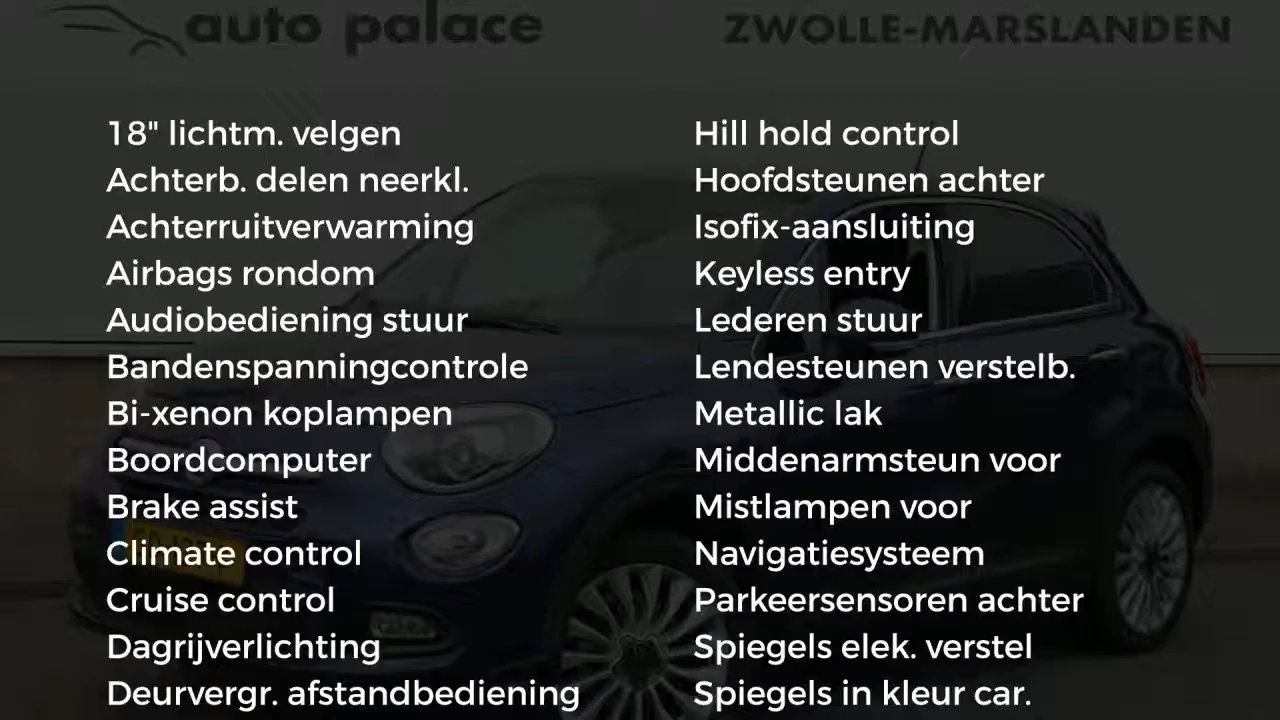 auto palace
ZWOLLE-MARSLANDEN
18" lichtm. velgen
Achterb. delen neerkl.
Achterruitverwarming
Airbags rondom
Audiobediening stuur
Bandenspanningcontrole
Bi-xenon koplampen
Boordcomputer
Brake assist
Climate control
Cruise control
Dagrijverlichting
Deurvergr. afstandbediening
Hill hold control
Hoofdsteunen achter
Isofix-aansluiting
Keyless entry
Lederen stuur
Lendesteunen verstelb.
Metallic lak
Middenarmsteun voor
Mistlampen voor
Navigatiesysteem
Parkeersensoren achter
Spiegels elek. verstel
Spiegels in kleur car.